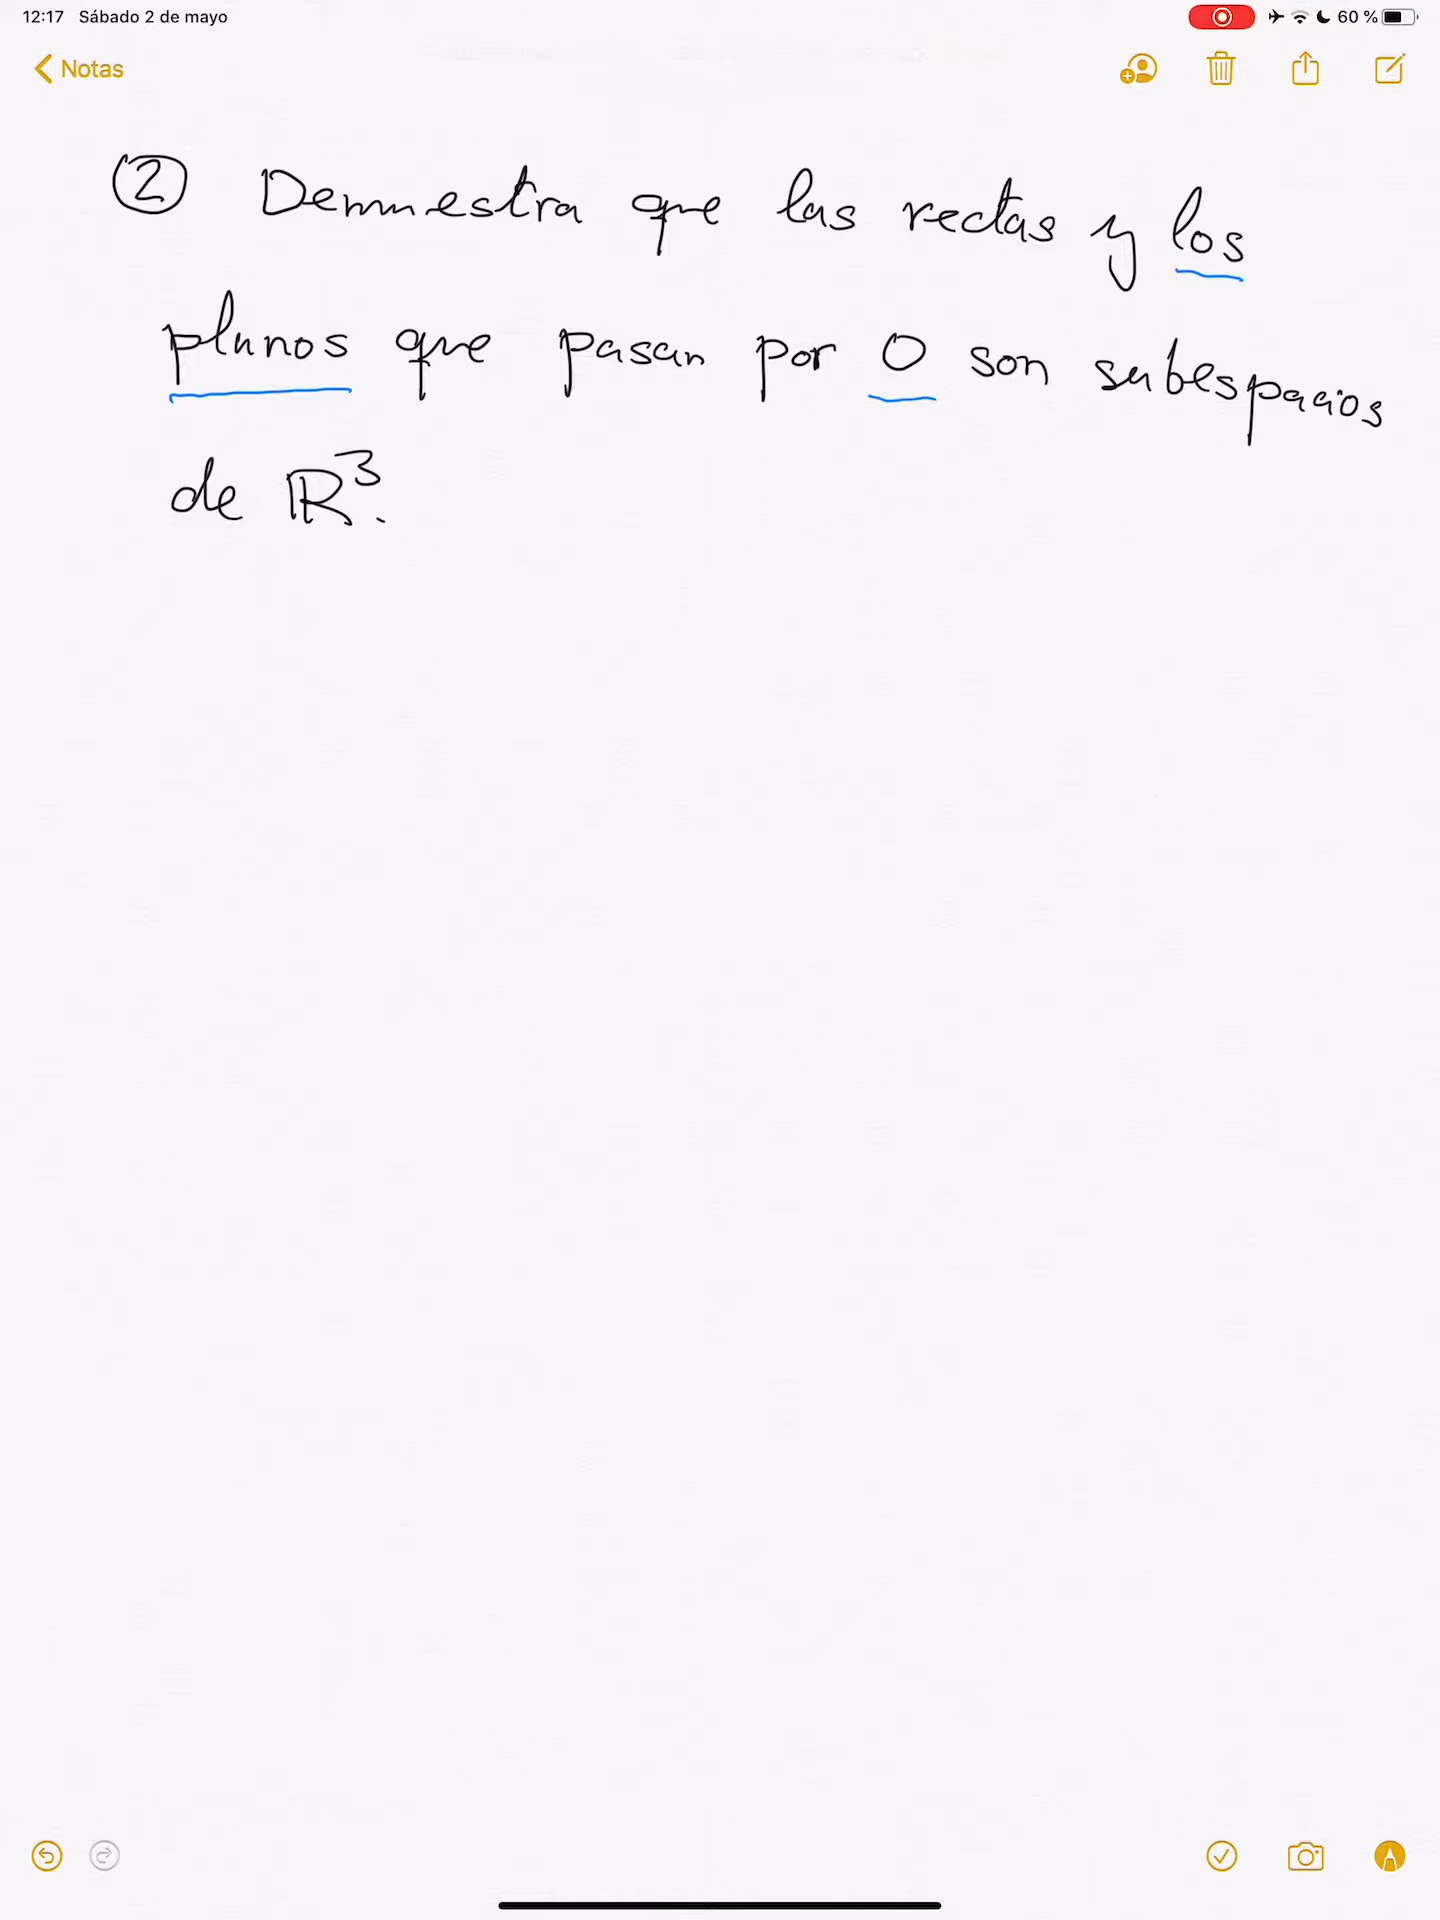 12:17 Sábado 2 de mayo 60 %
Notas
② Demuestra que las rectas y los
planos que pasan por 0 son subespacios
de ℝ³.